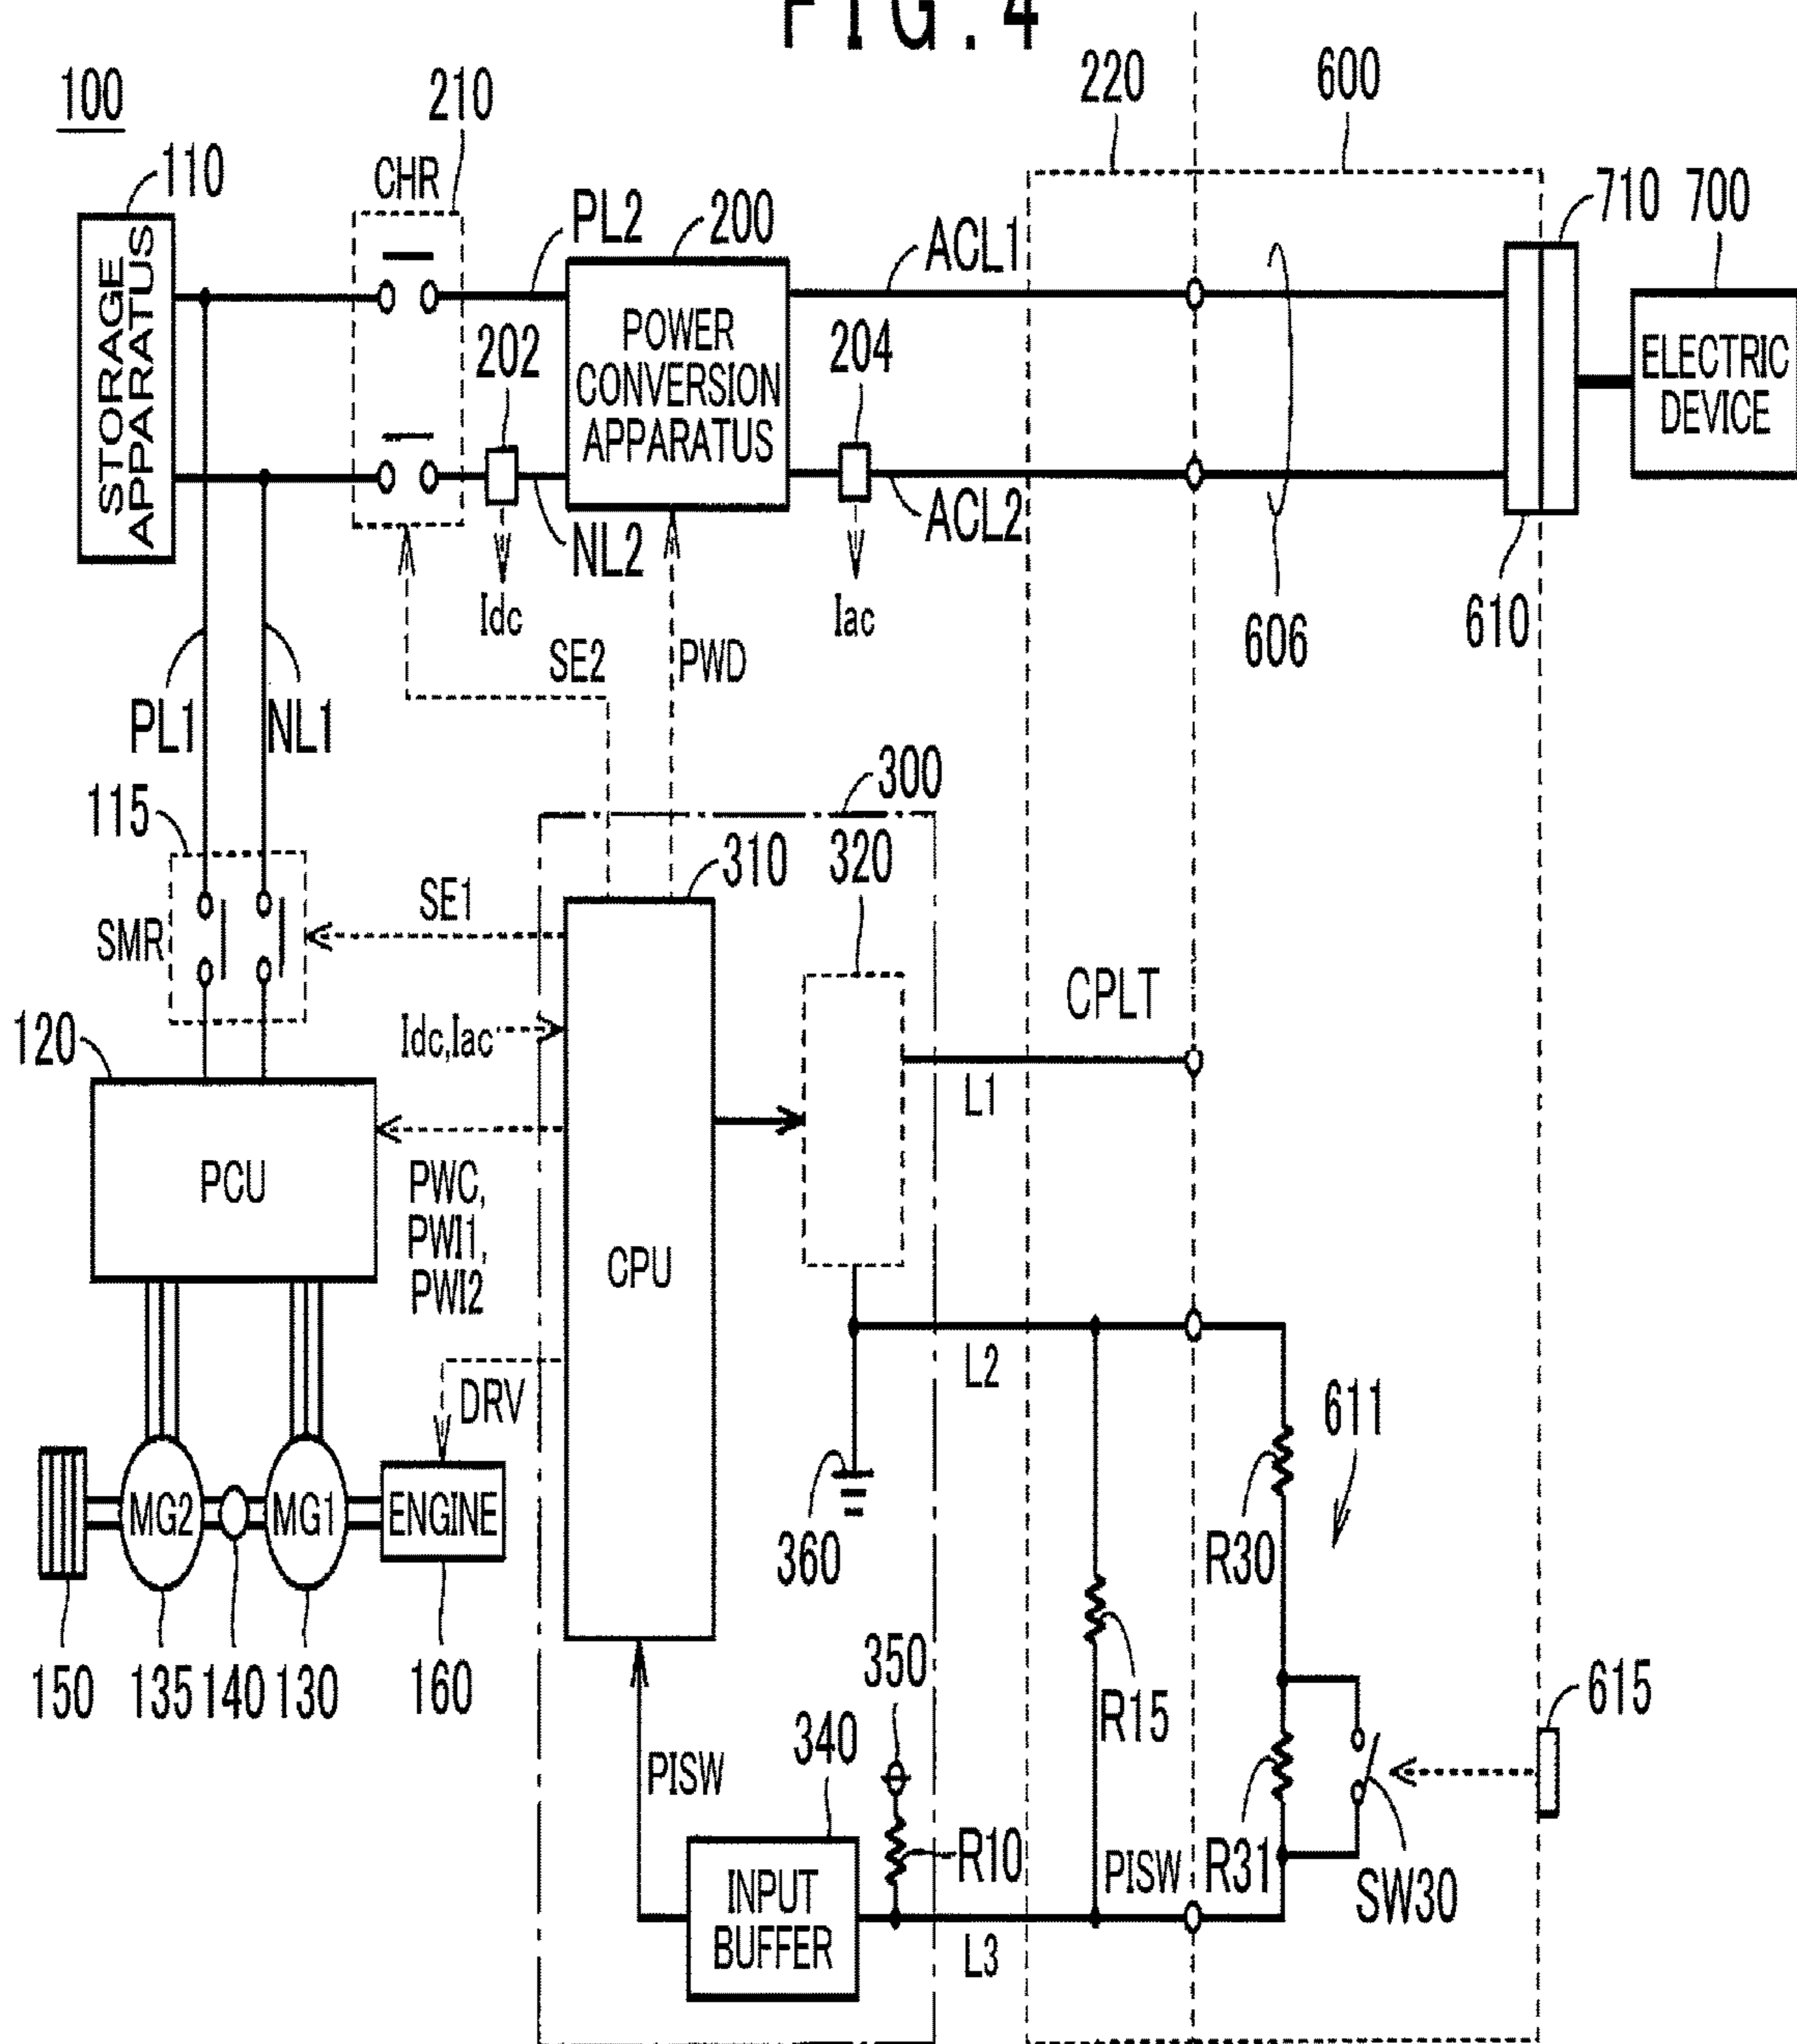 FIG.4
100
110
STORAGE
APPARATUS
CHR
210
PL2
200
POWER
CONVERSION
APPARATUS
202
NL2
Idc
ACL1
204
ACL2
Iac
220
600
606
610
710
700
ELECTRIC
DEVICE
SE2
PWD
PL1
NL1
115
SMR
SE1
300
310
320
CPU
Idc,Iac
120
PCU
PWC,
PWI1,
PWI2
DRV
MG2
MG1
ENGINE
150
135
140
130
160
CPLT
L1
L2
360
R15
R30
611
R31
SW30
615
350
R10
340
INPUT
BUFFER
PISW
PISW
L3